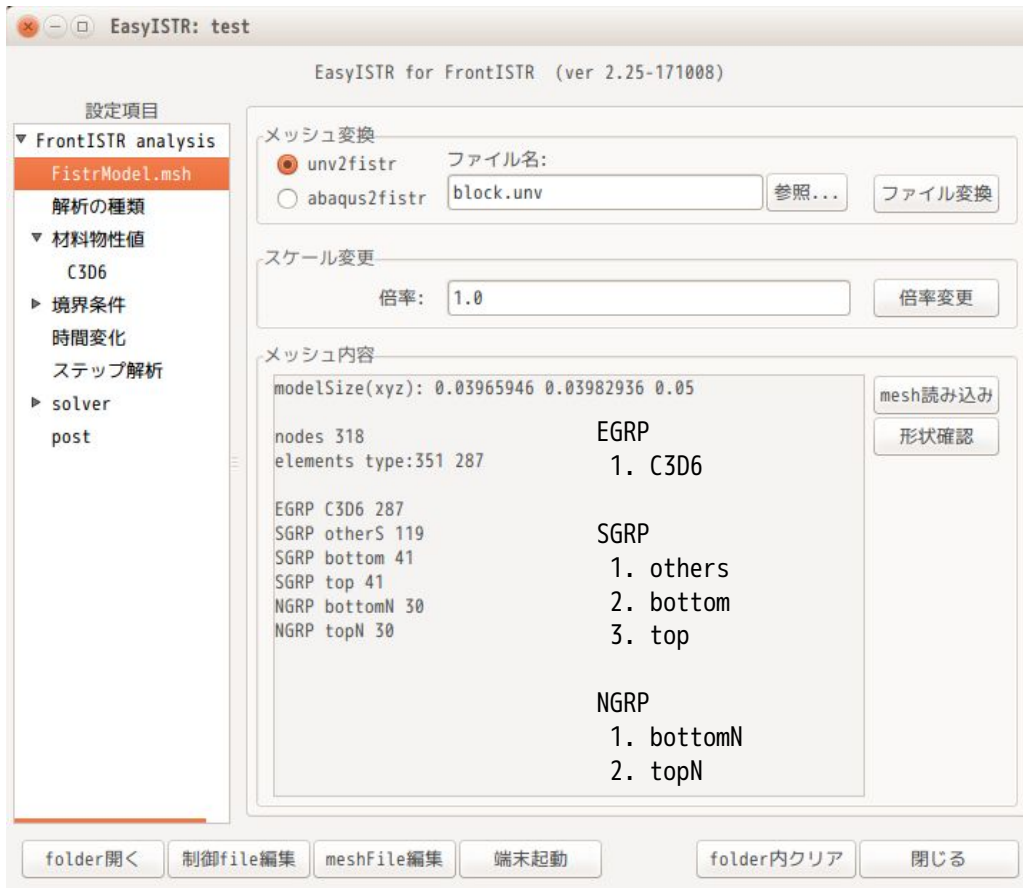 EasyISTR: test
EasyISTR for FrontISTR (ver 2.25-171008)
設定項目
FrontISTR analysis
FistrModel.msh
解析の種類
材料物性値
C3D6
境界条件
時間変化
ステップ解析
solver
post
メッシュ変換
unv2fistr
abaqus2fistr
ファイル名:
block.unv
参照...
ファイル変換
スケール変更
倍率:
1.0
倍率変更
メッシュ内容
modelSize(xyz): 0.03965946 0.03982936 0.05
nodes 318
elements type:351 287
EGRP C3D6 287
SGRP otherS 119
SGRP bottom 41
SGRP top 41
NGRP bottomN 30
NGRP topN 30
EGRP
1. C3D6
SGRP
1. others
2. bottom
3. top
NGRP
1. bottomN
2. topN
mesh読み込み
形状確認
folder開く
制御file編集
meshFile編集
端末起動
folder内クリア
閉じる